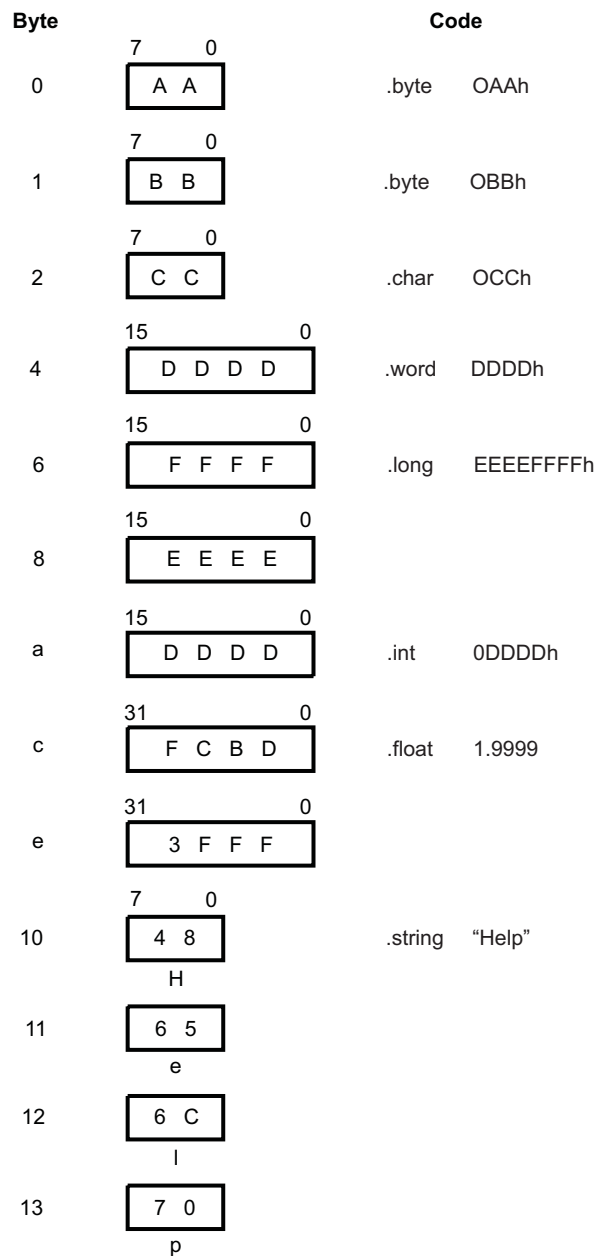 Byte Code
7 0
0 A A .byte OAAh
7 0
1 B B .byte OBBh
7 0
2 C C .char OCCh
15 0
4 D D D D .word DDDDh
15 0
6 F F F F .long EEEEFFFFh
15 0
8 E E E E
15 0
a D D D D .int 0DDDDh
31 0
c F C B D .float 1.9999
31 0
e 3 F F F
7 0
10 4 8 .string “Help”
H
11 6 5
e
12 6 C
l
13 7 0
p